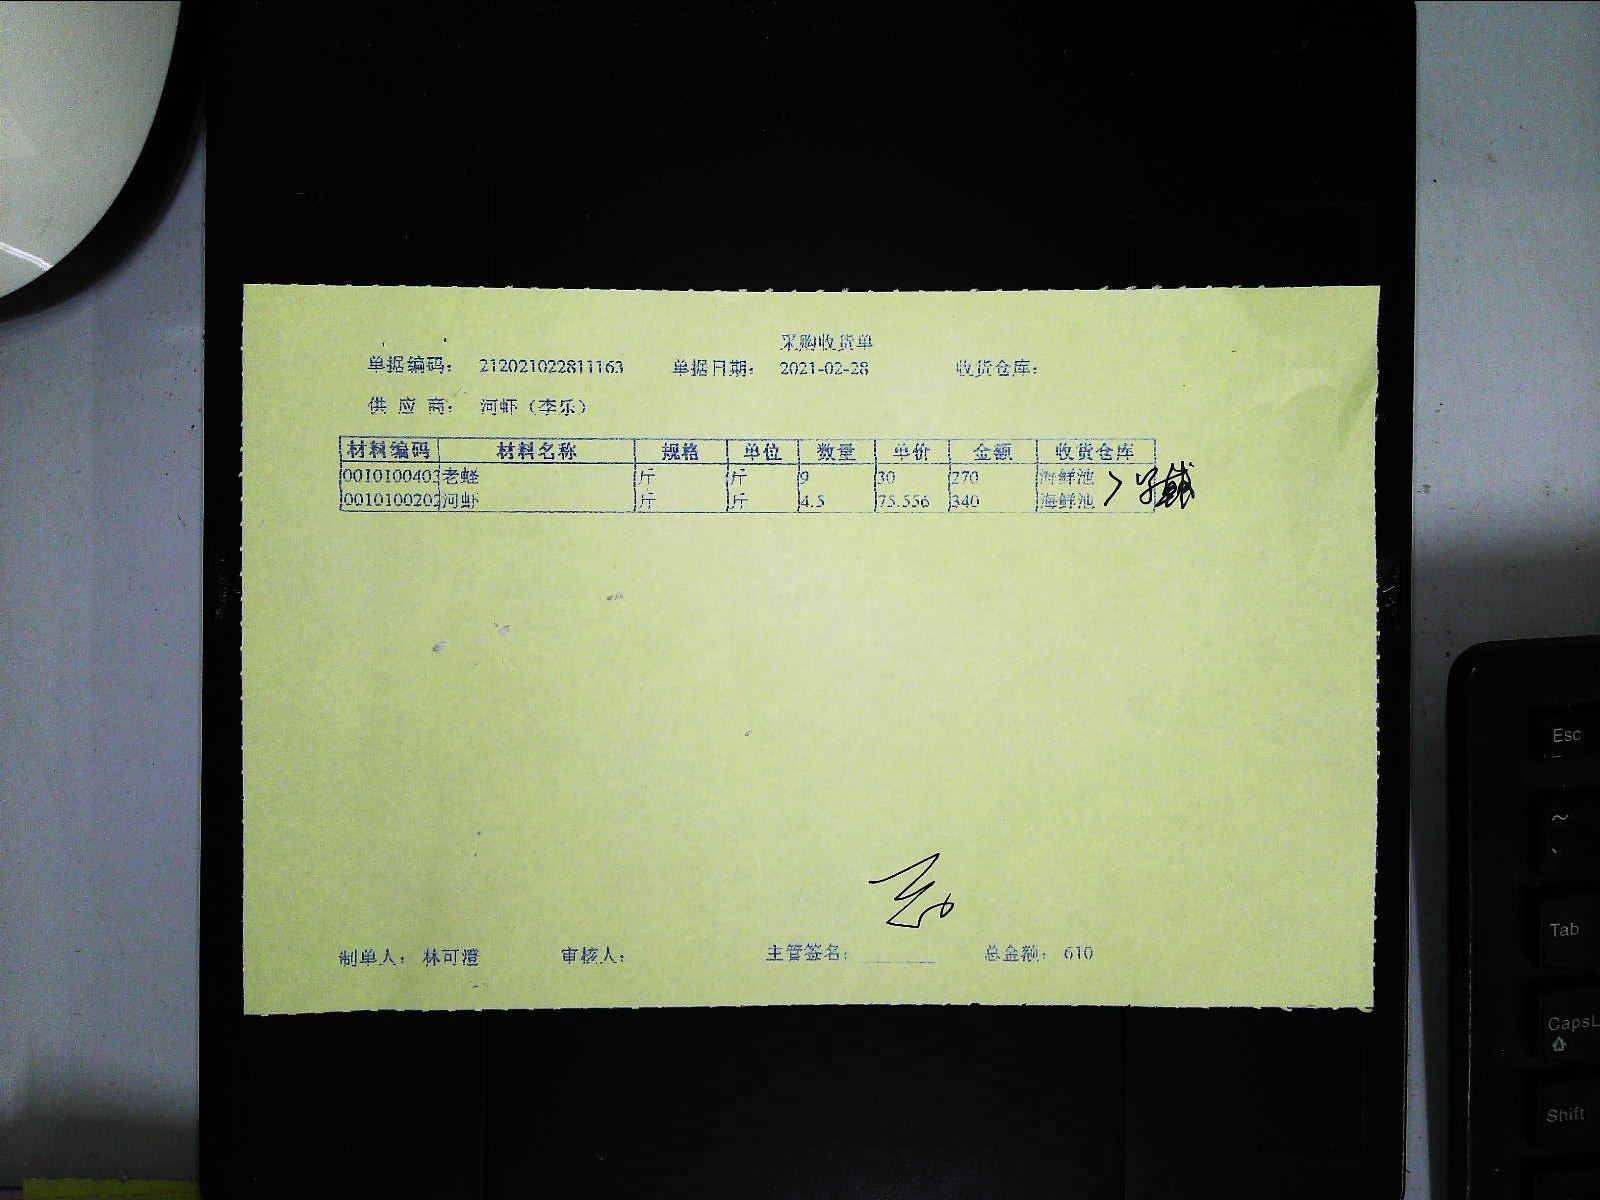 采购收货单
单据编码： 212021022811163 单据日期： 2021-02-28 收货仓库：
供 应 商： 河虾（李乐）
材料编码 材料名称 规格 单位 数量 单价 金额 收货仓库
0010100403 老蛏 斤 斤 9 30 270 海鲜池
0010100202 河虾 斤 斤 4.5 75.556 340 海鲜池
制单人： 林可澄 审核人： 主管签名： 总金额： 610
Esc
~
Tab
CapsL
Shift